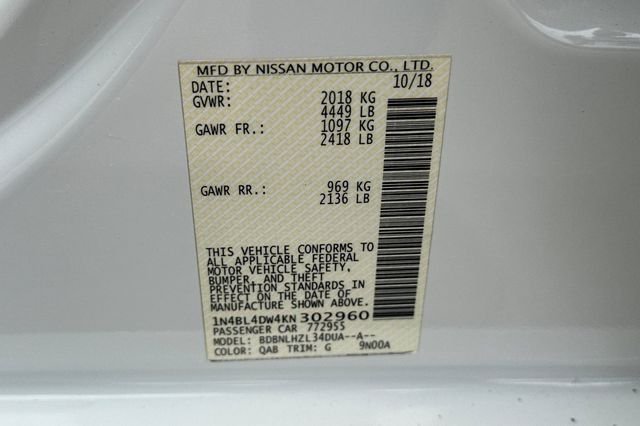 MFD BY NISSAN MOTOR CO., LTD.
DATE: 10/18
GVWR: 2018 KG
4449 LB
GAWR FR.: 1097 KG
2418 LB
GAWR RR.: 969 KG
2136 LB
THIS VEHICLE CONFORMS TO
ALL APPLICABLE FEDERAL
MOTOR VEHICLE SAFETY,
BUMPER, AND THEFT
PREVENTION STANDARDS IN
EFFECT ON THE DATE OF
MANUFACTURE SHOWN ABOVE.
1N4BL4DW4KN302960
PASSENGER CAR 772955
MODEL: BDBNLHZL34DUA--A--
COLOR: QAB TRIM: G 9N00A